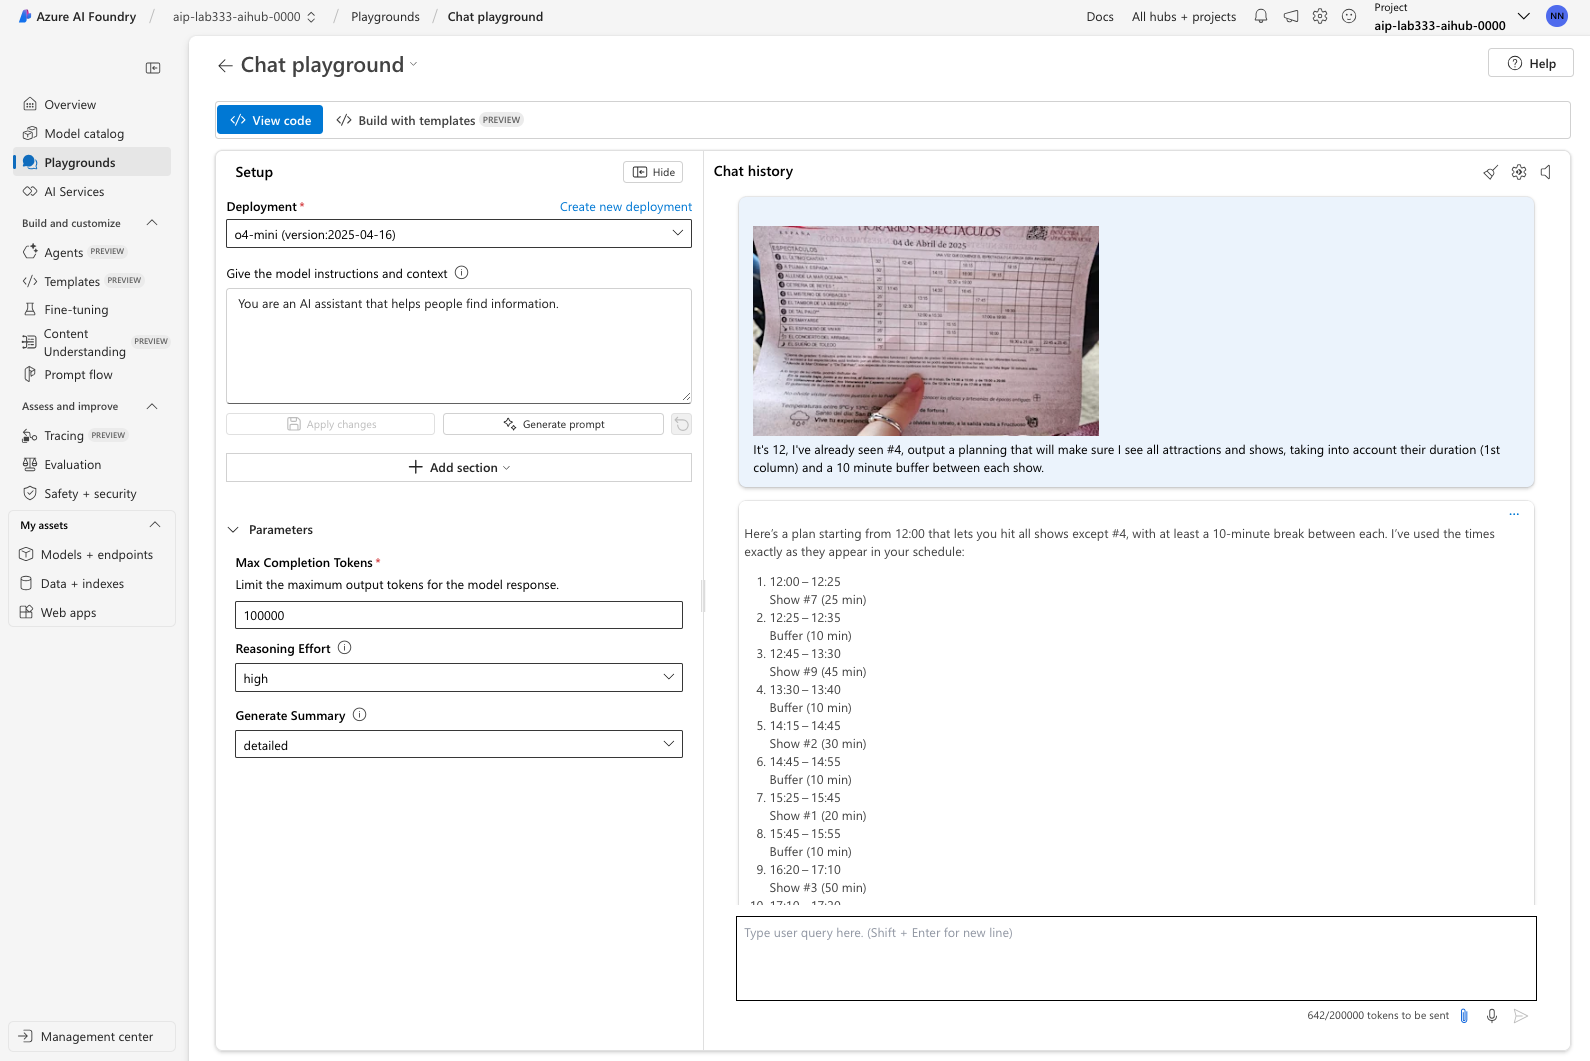 Azure AI Foundry / aip-lab333-aihub-0000 / Playgrounds / Chat playground
Docs All hubs + projects
Project
aip-lab333-aihub-0000
NN
Overview
Model catalog
Playgrounds
AI Services
Build and customize
Agents PREVIEW
Templates PREVIEW
Fine-tuning
Content
Understanding PREVIEW
Prompt flow
Assess and improve
Tracing PREVIEW
Evaluation
Safety + security
My assets
Models + endpoints
Data + indexes
Web apps
Management center
Chat playground
Help
View code
Build with templates PREVIEW
Setup
Hide
Deployment *
Create new deployment
o4-mini (version:2025-04-16)
Give the model instructions and context
You are an AI assistant that helps people find information.
Apply changes
Generate prompt
Add section
Parameters
Max Completion Tokens *
Limit the maximum output tokens for the model response.
100000
Reasoning Effort
high
Generate Summary
detailed
Chat history
HORARIOS ESPECTÁCULOS
04 de Abril de 2025
ESPECTÁCULOS
It's 12, I've already seen #4, output a planning that will make sure I see all attractions and shows, taking into account their duration (1st
column) and a 10 minute buffer between each show.
...
Here's a plan starting from 12:00 that lets you hit all shows except #4, with at least a 10-minute break between each. I've used the times
exactly as they appear in your schedule:
1. 12:00 – 12:25
Show #7 (25 min)
2. 12:25 – 12:35
Buffer (10 min)
3. 12:45 – 13:30
Show #9 (45 min)
4. 13:30 – 13:40
Buffer (10 min)
5. 14:15 – 14:45
Show #2 (30 min)
6. 14:45 – 14:55
Buffer (10 min)
7. 15:25 – 15:45
Show #1 (20 min)
8. 15:45 – 15:55
Buffer (10 min)
9. 16:20 – 17:10
Show #3 (50 min)
10. 17:10 – 17:20
Type user query here. (Shift + Enter for new line)
642/200000 tokens to be sent